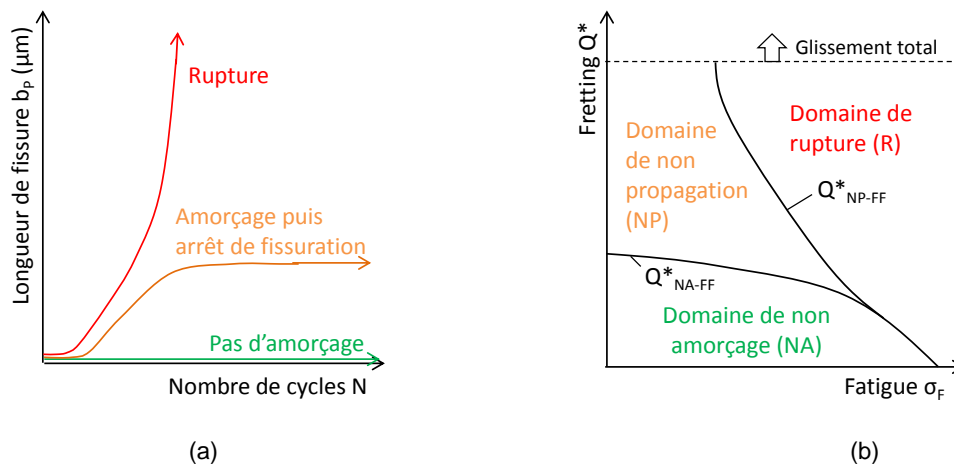 Longueur de fissure bP (µm)
Rupture
Amorçage puis
arrêt de fissuration
Pas d'amorçage
Nombre de cycles N
(a)
Fretting Q*
Glissement total
Domaine de
rupture (R)
Domaine
de non
propagation
(NP)
Q*NP-FF
Q*NA-FF
Domaine de non
amorçage (NA)
Fatigue σF
(b)